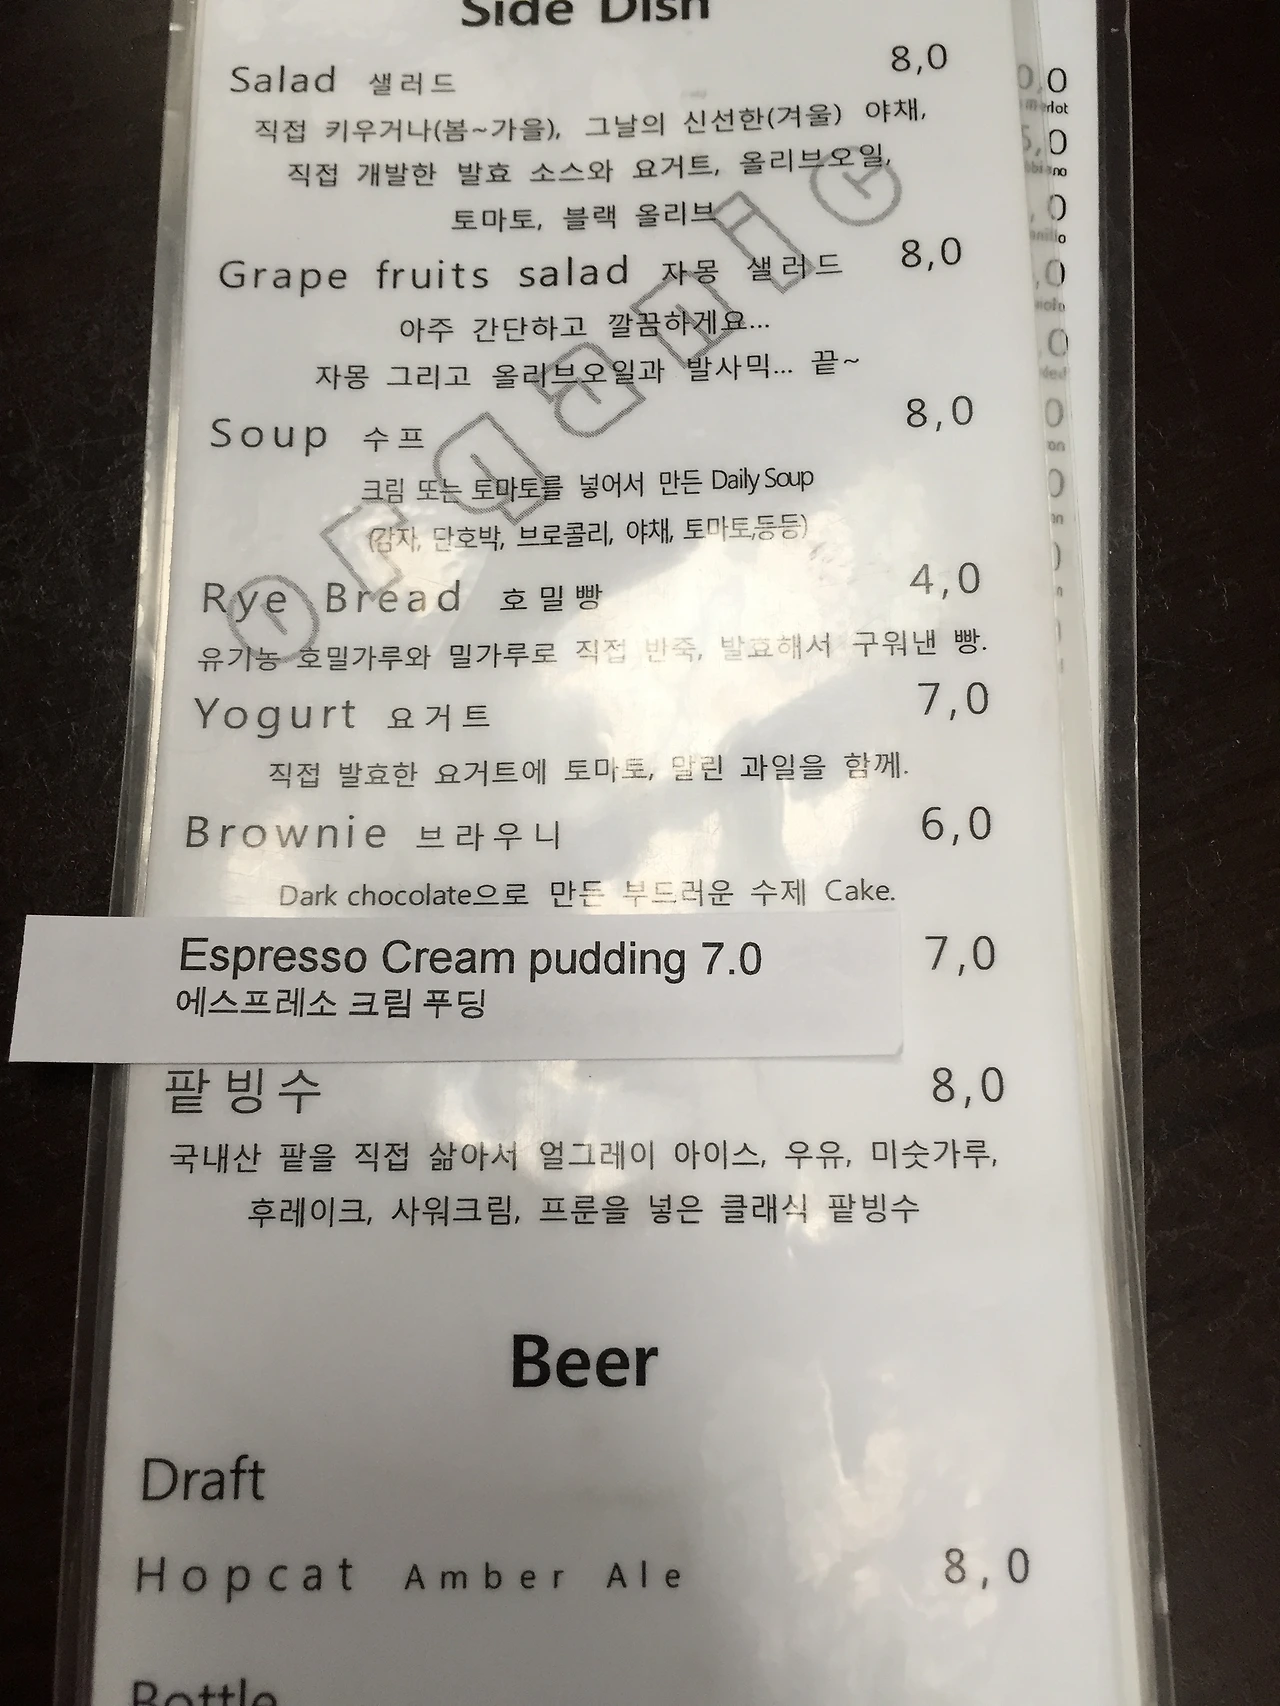 Side Dish
Salad 샐러드 8,0
직접 키우거나(봄~가을), 그날의 신선한(겨울) 야채,
직접 개발한 발효 소스와 요거트, 올리브오일,
토마토, 블랙 올리브
Grape fruits salad 자몽 샐러드 8,0
아주 간단하고 깔끔하게요...
자몽 그리고 올리브오일과 발사믹... 끝~
Soup 수프 8,0
크림 또는 토마토를 넣어서 만든 Daily Soup
(감자, 단호박, 브로콜리, 야채, 토마토,등등)
Rye Bread 호밀빵 4,0
유기농 호밀가루와 밀가루로 직접 반죽, 발효해서 구워낸 빵.
Yogurt 요거트 7,0
직접 발효한 요거트에 토마토, 말린 과일을 함께.
Brownie 브라우니 6,0
Dark chocolate으로 만든 부드러운 수제 Cake.
Espresso Cream pudding 7.0 7,0
에스프레소 크림 푸딩
팥빙수 8,0
국내산 팥을 직접 삶아서 얼그레이 아이스, 우유, 미숫가루,
후레이크, 사워크림, 프룬을 넣은 클래식 팥빙수
Beer
Draft
Hopcat Amber Ale 8,0
Bottle